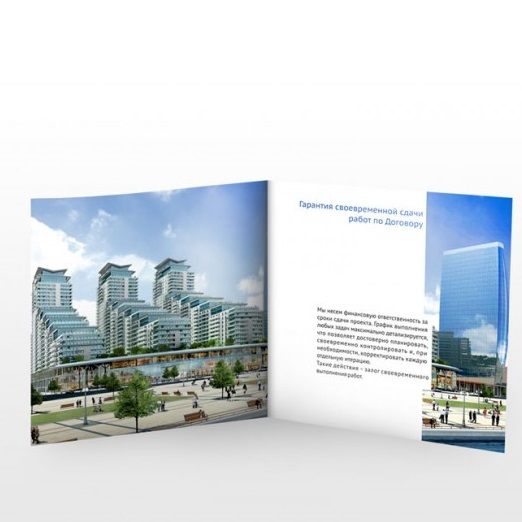 Гарантия своевременной сдачи
работ по Договору
Мы несем финансовую ответственность за
сроки сдачи проекта. График выполнения
любых задач максимально детализируется,
что позволяет достоверно планировать,
своевременно контролировать и, при
необходимости, корректировать каждую
отдельную итерацию.
Такие действия – залог своевременного
выполнения работ.